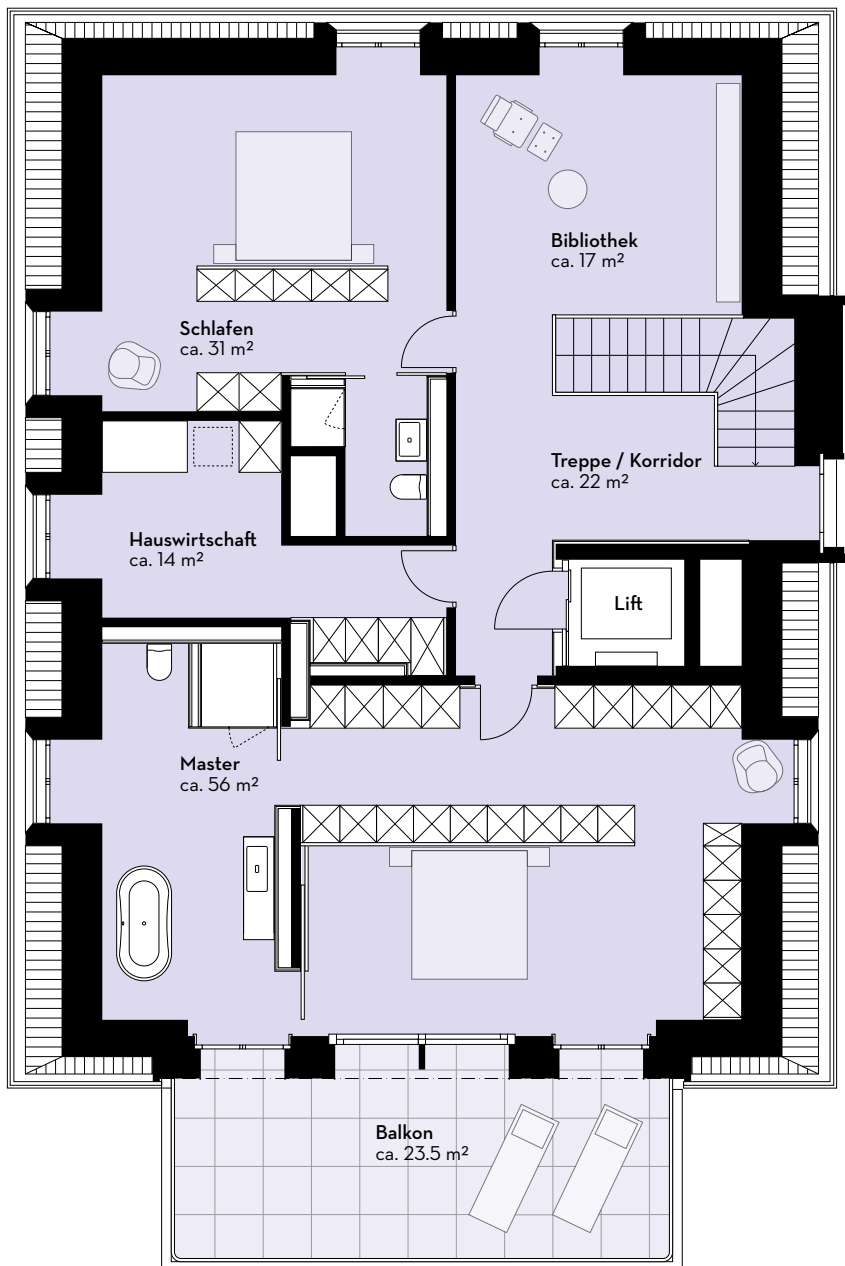 Bibliothek
ca. 17 m²
Schlafen
ca. 31 m²
Treppe / Korridor
ca. 22 m²
Hauswirtschaft
ca. 14 m²
Lift
Master
ca. 56 m²
Balkon
ca. 23.5 m²